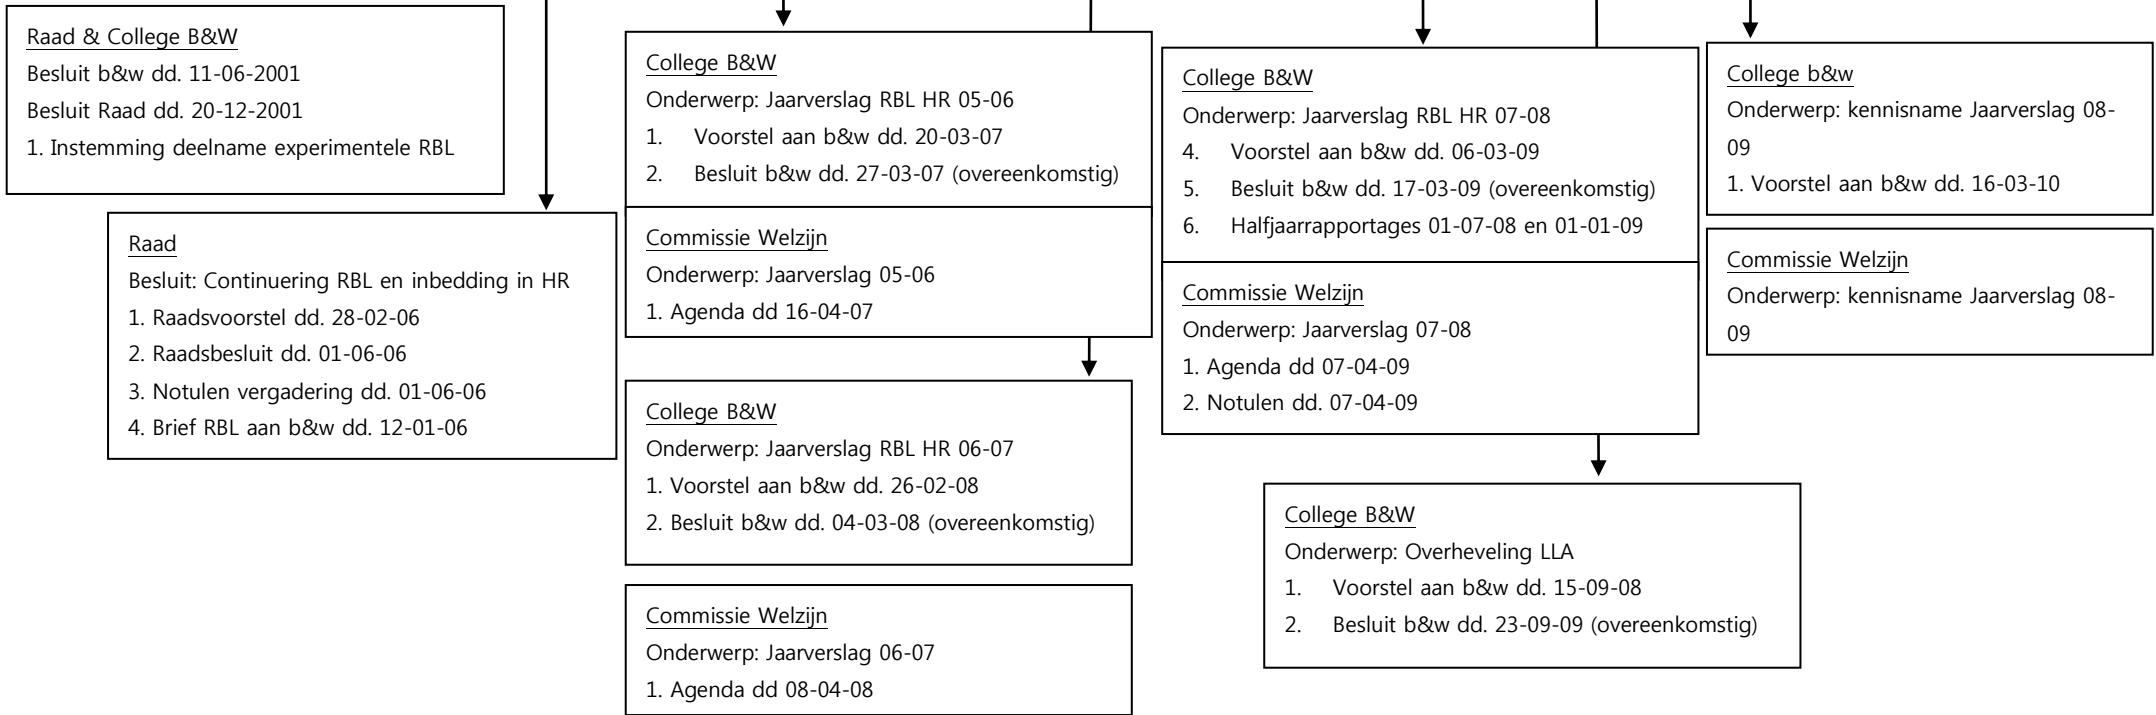 Raad & College B&W
Besluit b&w dd. 11-06-2001
Besluit Raad dd. 20-12-2001
1. Instemming deelname experimentele RBL
Raad
Besluit: Continuering RBL en inbedding in HR
1. Raadsvoorstel dd. 28-02-06
2. Raadsbesluit dd. 01-06-06
3. Notulen vergadering dd. 01-06-06
4. Brief RBL aan b&w dd. 12-01-06
College B&W
Onderwerp: Jaarverslag RBL HR 05-06
1. Voorstel aan b&w dd. 20-03-07
2. Besluit b&w dd. 27-03-07 (overeenkomstig)
Commissie Welzijn
Onderwerp: Jaarverslag 05-06
1. Agenda dd 16-04-07
College B&W
Onderwerp: Jaarverslag RBL HR 06-07
1. Voorstel aan b&w dd. 26-02-08
2. Besluit b&w dd. 04-03-08 (overeenkomstig)
Commissie Welzijn
Onderwerp: Jaarverslag 06-07
1. Agenda dd 08-04-08
College B&W
Onderwerp: Jaarverslag RBL HR 07-08
4. Voorstel aan b&w dd. 06-03-09
5. Besluit b&w dd. 17-03-09 (overeenkomstig)
6. Halfjaarrapportages 01-07-08 en 01-01-09
Commissie Welzijn
Onderwerp: Jaarverslag 07-08
1. Agenda dd 07-04-09
2. Notulen dd. 07-04-09
College B&W
Onderwerp: Overheveling LLA
1. Voorstel aan b&w dd. 15-09-08
2. Besluit b&w dd. 23-09-09 (overeenkomstig)
College b&w
Onderwerp: kennisname Jaarverslag 08-
09
1. Voorstel aan b&w dd. 16-03-10
Commissie Welzijn
Onderwerp: kennisname Jaarverslag 08-
09